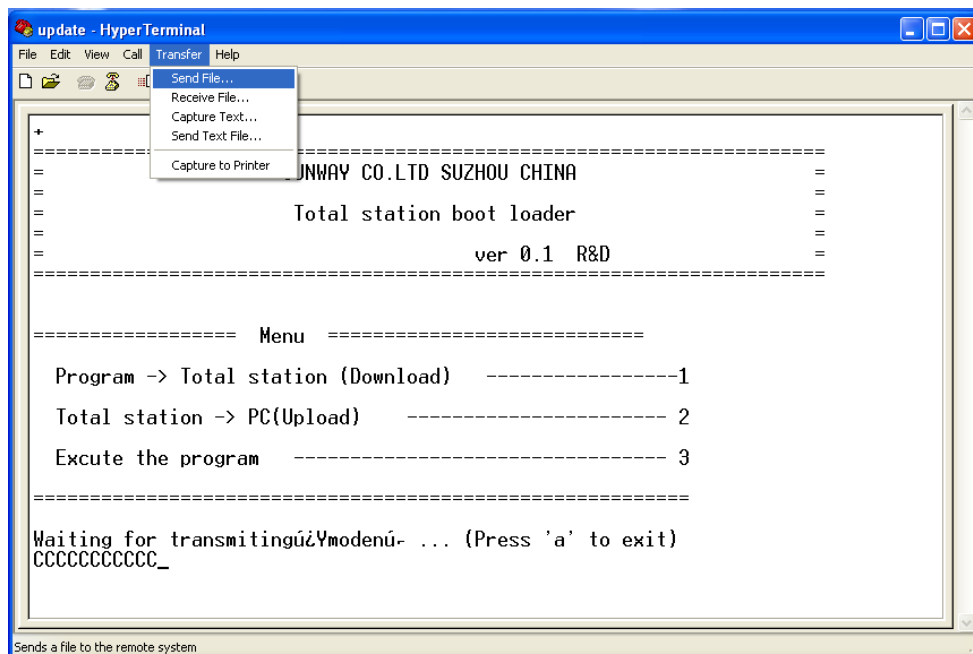 update - HyperTerminal
File Edit View Call Transfer Help
Send File...
Receive File...
Capture Text...
Send Text File...
Capture to Printer
+
======================================================================
= UNWAY CO.LTD SUZHOU CHINA =
= =
= Total station boot loader =
= =
= ver 0.1 R&D =
======================================================================
================== Menu ============================
Program -> Total station (Download) -----------------1
Total station -> PC(Upload) ----------------------- 2
Excute the program --------------------------------- 3
==========================================================
Waiting for transmitingú¿Ymodenú⌐ ... (Press 'a' to exit)
CCCCCCCCCCC_
Sends a file to the remote system